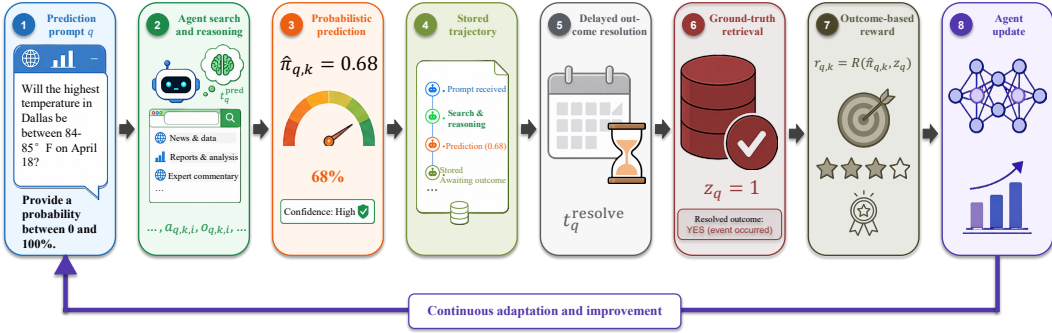 1
Prediction
prompt q
Will the highest
temperature in
Dallas be
between 84-
85° F on April
18?
Provide a
probability
between 0 and
100%.
2
Agent search
and reasoning
t_q^pred
News & data
Reports & analysis
Expert commentary
...
..., a_{q,k,i}, o_{q,k,i}, ...
3
Probabilistic
prediction
π̂_{q,k} = 0.68
68%
Confidence: High
4
Stored
trajectory
Prompt received
Search &
reasoning
Prediction (0.68)
Stored
Awaiting outcome
...
5
Delayed out-
come resolution
t_q^resolve
6
Ground-truth
retrieval
z_q = 1
Resolved outcome:
YES (event occurred)
7
Outcome-based
reward
r_{q,k} = R(π̂_{q,k}, z_q)
8
Agent
update
Continuous adaptation and improvement